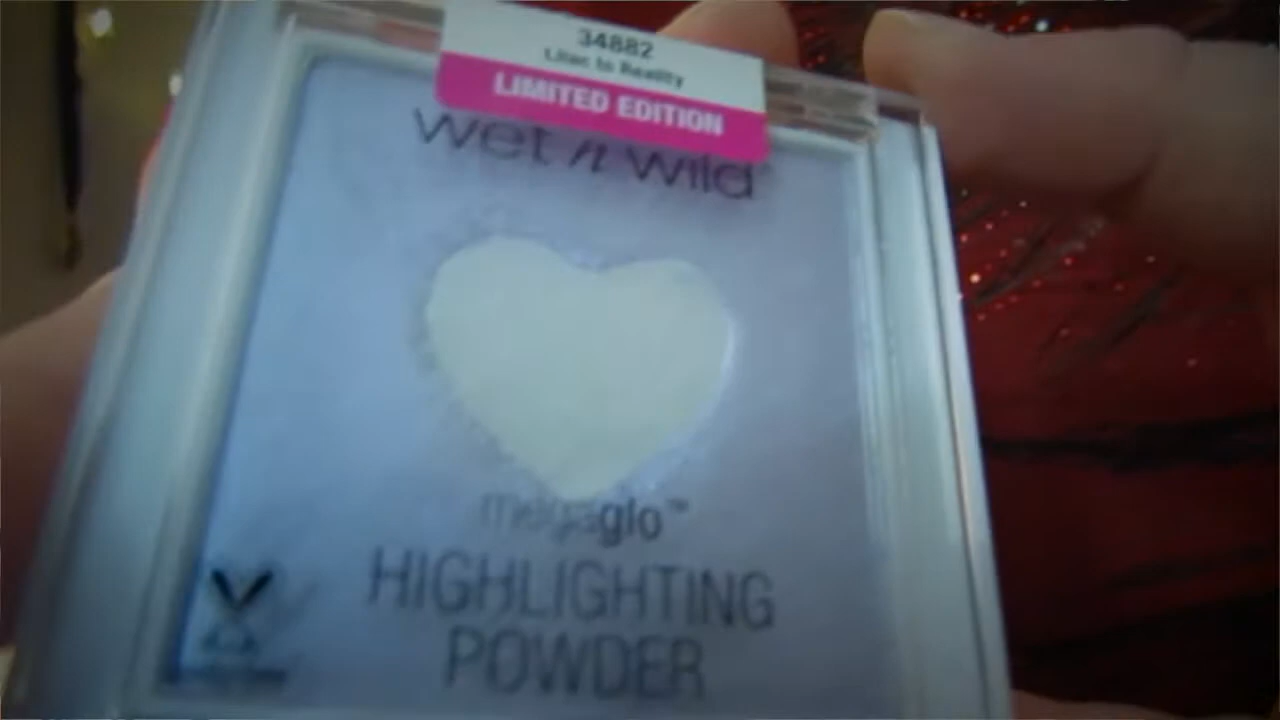 34882
Lilac to Reality
LIMITED EDITION
wet n wild
megaglo™
HIGHLIGHTING
POWDER